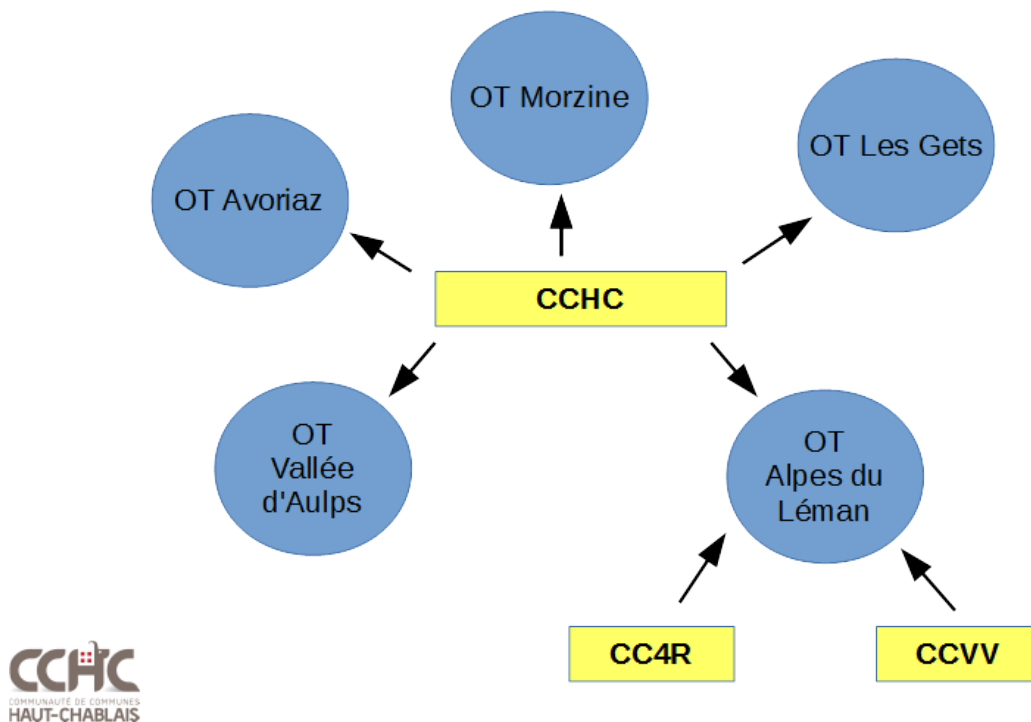 OT Morzine
OT Les Gets
OT Avoriaz
CCHC
OT
Vallée
d'Aulps
OT
Alpes du
Léman
CC4R
CCVV
CCHC
COMMUNAUTÉ DE COMMUNES
HAUT-CHABLAIS